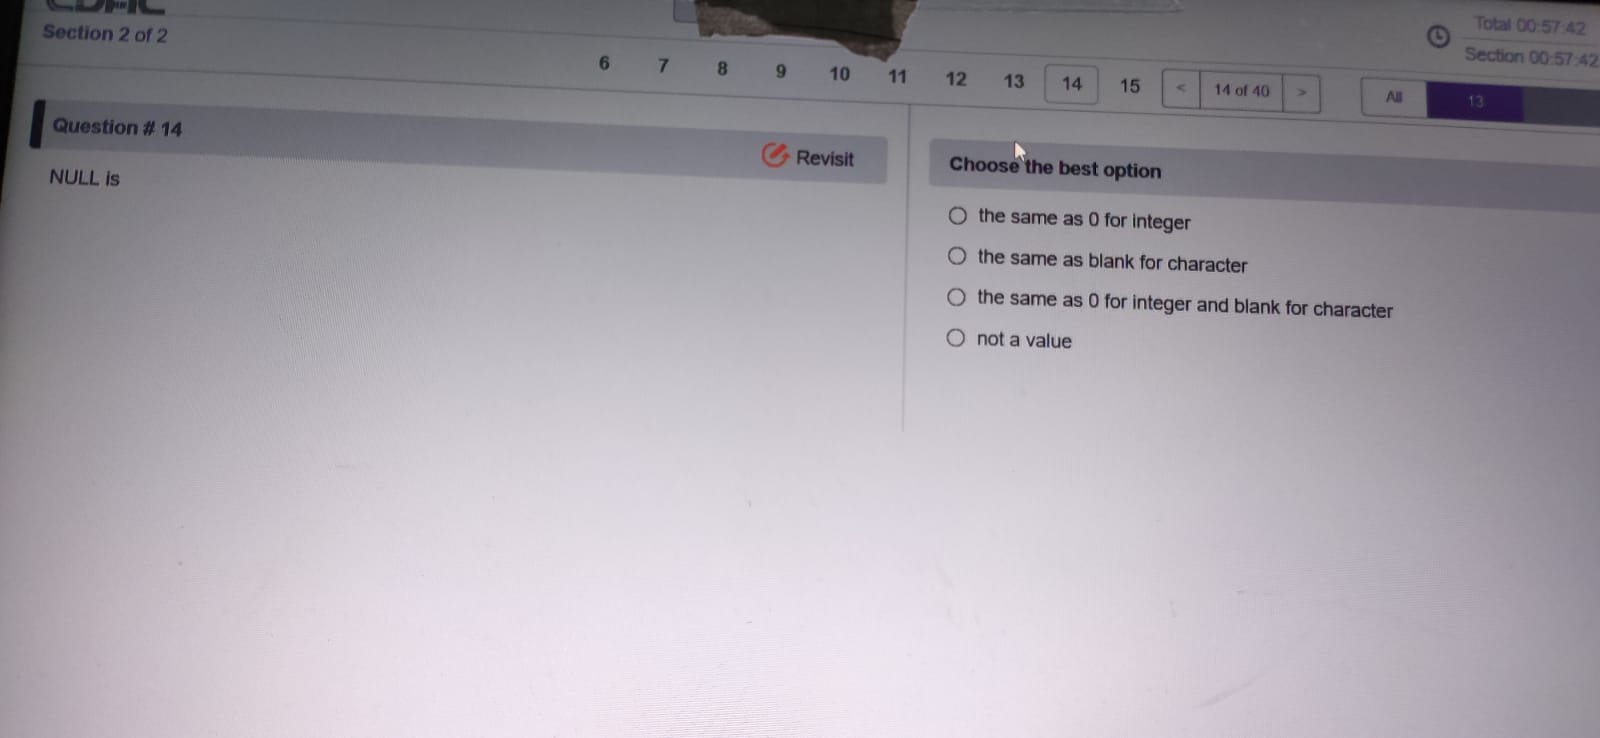 CDAC
Section 2 of 2
6 7 8 9 10 11 12 13 14 15 < 14 of 40 > All 13
Total 00:57:42
Section 00:57:42
Question # 14
Revisit
NULL is
Choose the best option
the same as 0 for integer
the same as blank for character
the same as 0 for integer and blank for character
not a value